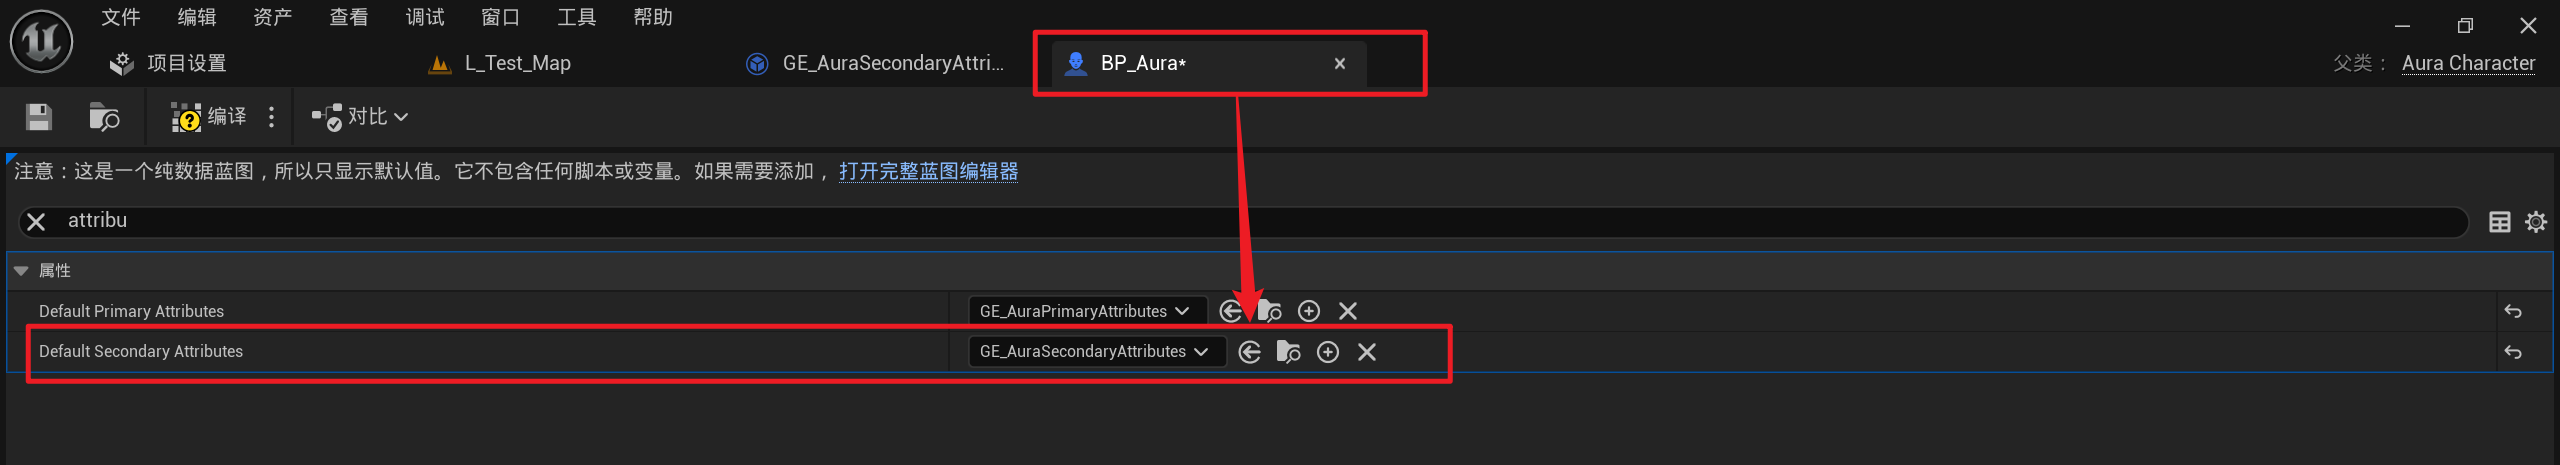 文件 编辑 资产 查看 调试 窗口 工具 帮助
项目设置 L_Test_Map GE_AuraSecondaryAttri... BP_Aura* 父类： Aura Character
编译 对比
注意：这是一个纯数据蓝图，所以只显示默认值。它不包含任何脚本或变量。如果需要添加， 打开完整蓝图编辑器
attribu
属性
Default Primary Attributes GE_AuraPrimaryAttributes
Default Secondary Attributes GE_AuraSecondaryAttributes